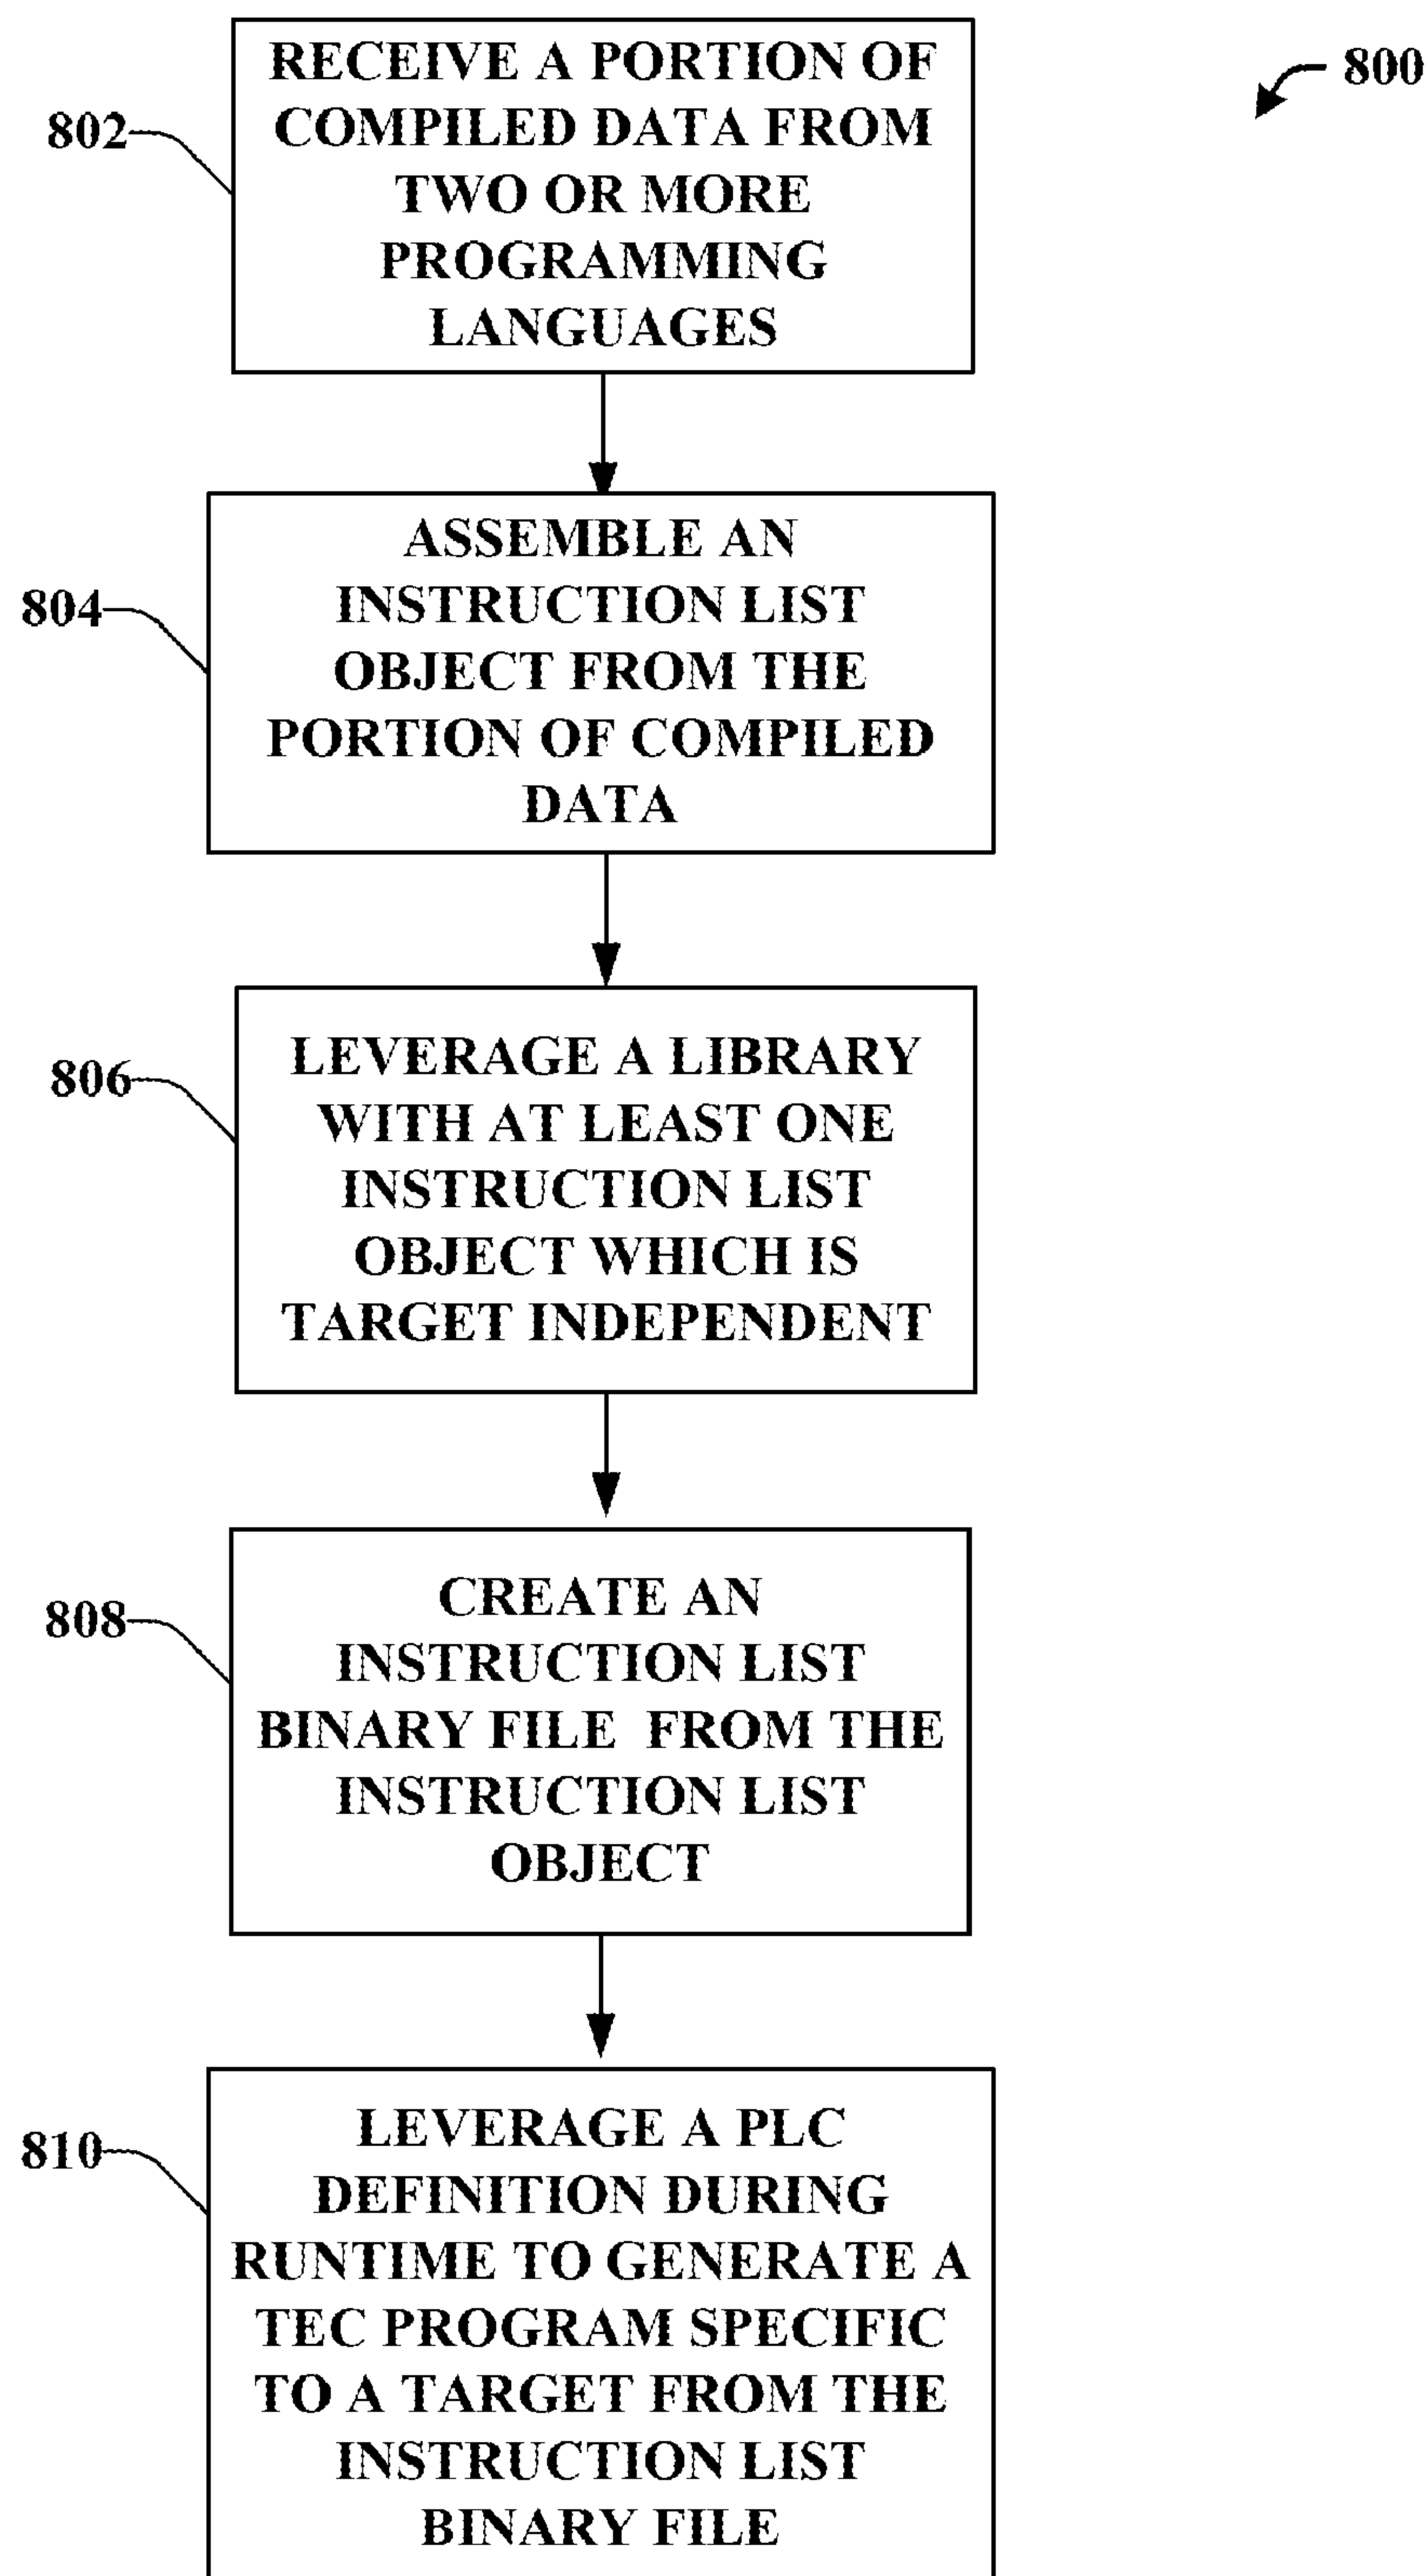 800
802
RECEIVE A PORTION OF
COMPILED DATA FROM
TWO OR MORE
PROGRAMMING
LANGUAGES
804
ASSEMBLE AN
INSTRUCTION LIST
OBJECT FROM THE
PORTION OF COMPILED
DATA
806
LEVERAGE A LIBRARY
WITH AT LEAST ONE
INSTRUCTION LIST
OBJECT WHICH IS
TARGET INDEPENDENT
808
CREATE AN
INSTRUCTION LIST
BINARY FILE FROM THE
INSTRUCTION LIST
OBJECT
810
LEVERAGE A PLC
DEFINITION DURING
RUNTIME TO GENERATE A
TEC PROGRAM SPECIFIC
TO A TARGET FROM THE
INSTRUCTION LIST
BINARY FILE